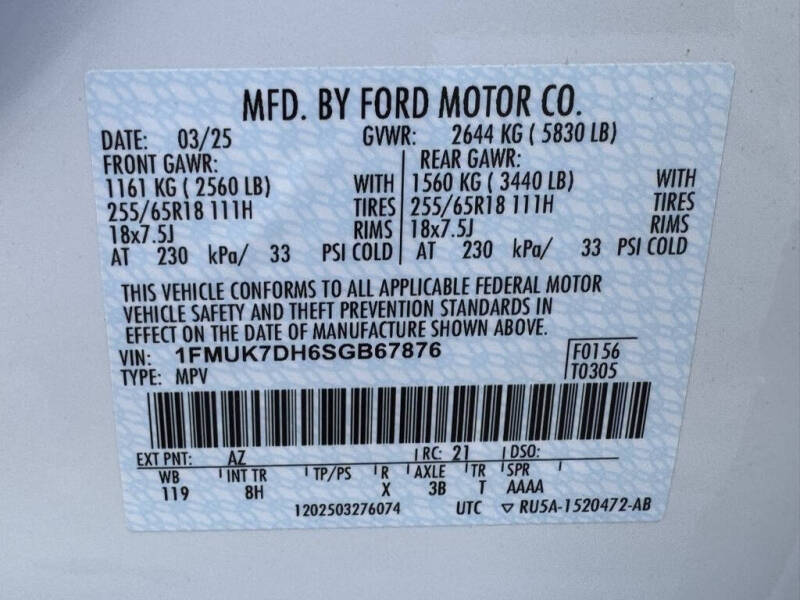 MFD. BY FORD MOTOR CO.
DATE: 03/25 GVWR: 2644 KG ( 5830 LB)
FRONT GAWR: REAR GAWR:
1161 KG ( 2560 LB) WITH 1560 KG ( 3440 LB) WITH
255/65R18 111H TIRES 255/65R18 111H TIRES
18x7.5J RIMS 18x7.5J RIMS
AT 230 kPa/ 33 PSI COLD AT 230 kPa/ 33 PSI COLD
THIS VEHICLE CONFORMS TO ALL APPLICABLE FEDERAL MOTOR
VEHICLE SAFETY AND THEFT PREVENTION STANDARDS IN
EFFECT ON THE DATE OF MANUFACTURE SHOWN ABOVE.
VIN: 1FMUK7DH6SGB67876 F0156
TYPE: MPV T0305
EXT PNT: AZ RC: 21 DSO:
WB INT TR TP/PS R AXLE TR SPR
119 8H X 3B T AAAA
1202503276074 UTC ▽ RU5A-1520472-AB